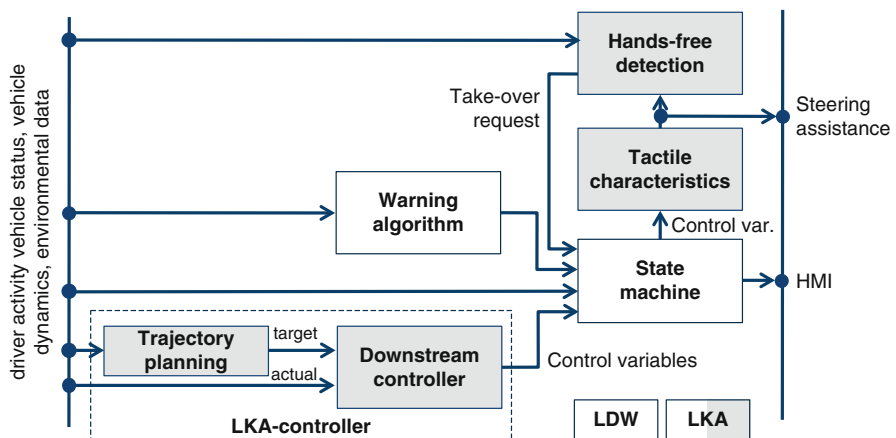 driver activity vehicle status, vehicle
dynamics, environmental data
Hands-free
detection
Take-over
request
Steering
assistance
Tactile
characteristics
Warning
algorithm
Control var.
State
machine
HMI
Trajectory
planning
target
actual
Downstream
controller
Control variables
LKA-controller
LDW
LKA